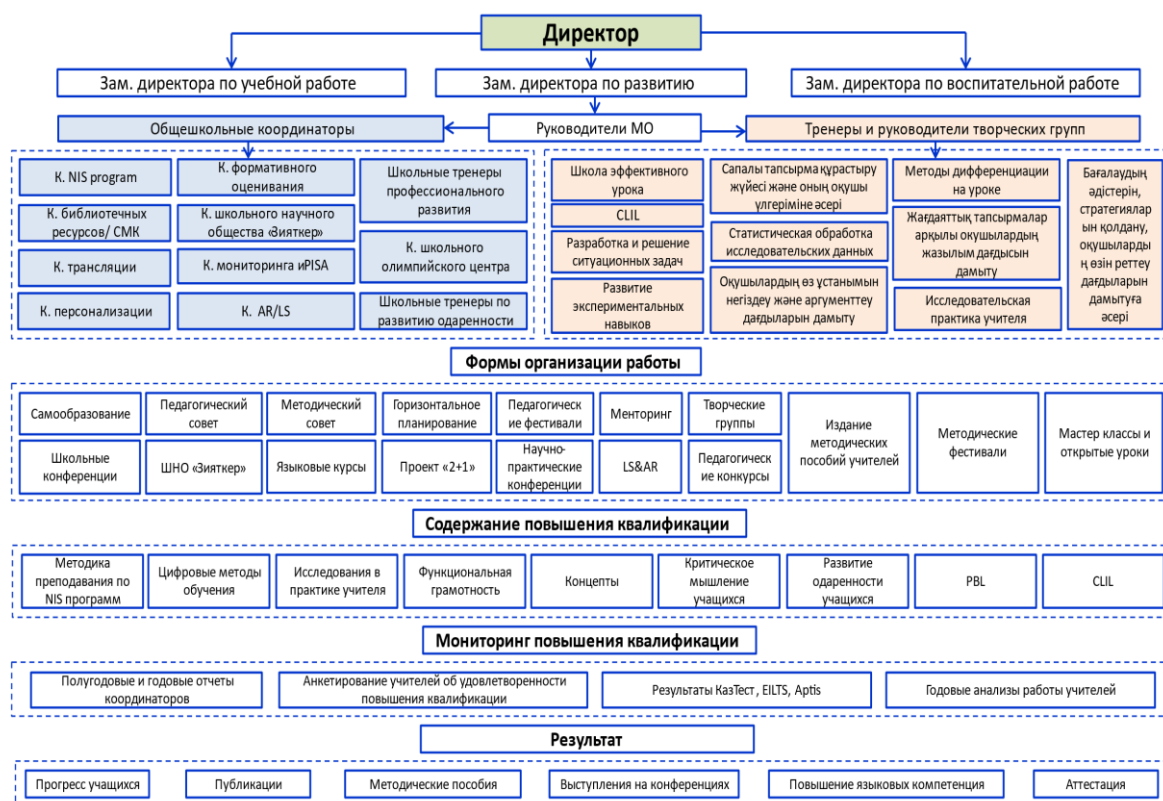 Директор
Зам. директора по учебной работе
Зам. директора по развитию
Зам. директора по воспитательной работе
Общешкольные координаторы
Руководители МО
Тренеры и руководители творческих групп
К. NIS program
К. библиотечных
ресурсов/ СМК
К. трансляции
К. персонализации
К. формативного
оценивания
К. школьного научного
общества «Зияткер»
К. мониторинга иPISA
К. AR/LS
Школьные тренеры
профессионального
развития
К. школьного
олимпийского центра
Школьные тренеры по
развитию одаренности
Школа эффективного
урока
CLIL
Разработка и решение
ситуационных задач
Развитие
экспериментальных
навыков
Сапалы тапсырма құрастыру
жүйесі және оның оқушы
үлгеріміне әсері
Статистическая обработка
исследовательских данных
Оқушылардың өз ұстанымын
негіздеу және аргументтеу
дағдыларын дамыту
Методы дифференциации
на уроке
Жағдаяттық тапсырмалар
арқылы окушылардың
жазылым дағдысын
дамыту
Исследовательская
практика учителя
Бағалаудың
әдістерін,
стратегиялар
ын қолдану,
оқушыларды
ң өзін реттеу
дағдыларын
дамытуға
әсері
Формы организации работы
Самообразование
Педагогический
совет
Методический
совет
Горизонтальное
планирование
Педагогическ
ие фестивали
Менторинг
Творческие
группы
Издание
методических
пособий учителей
Методические
фестивали
Мастер классы и
открытые уроки
Школьные
конференции
ШНО «Зияткер»
Языковые курсы
Проект «2+1»
Научно-
практические
конференции
LS&AR
Педагогическ
ие конкурсы
Содержание повышения квалификации
Методика
преподавания по
NIS программ
Цифровые методы
обучения
Исследования в
практике учителя
Функциональная
грамотность
Концепты
Критическое
мышление
учащихся
Развитие
одаренности
учащихся
PBL
CLIL
Мониторинг повышения квалификации
Полугодовые и годовые отчеты
координаторов
Анкетирование учителей об удовлетворенности
повышения квалификации
Результаты КазТест , EILTS, Aptis
Годовые анализы работы учителей
Результат
Прогресс учащихся
Публикации
Методические пособия
Выступления на конференциях
Повышение языковых компетенция
Аттестация